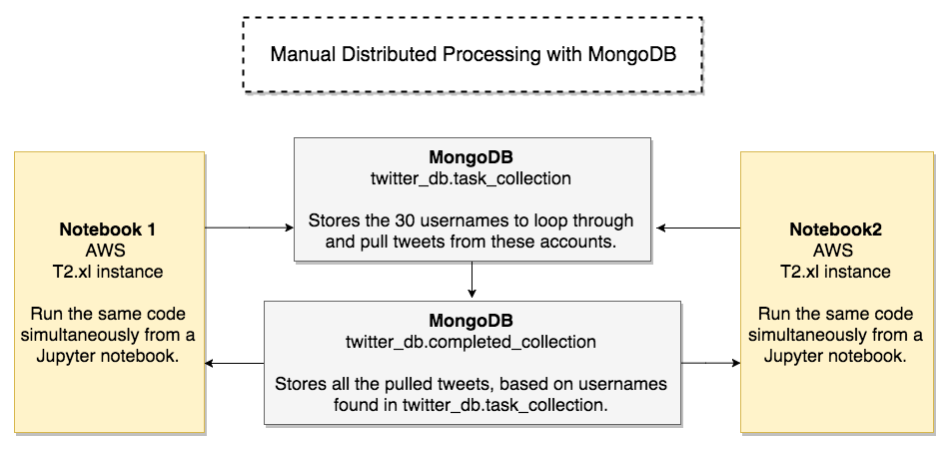 Manual Distributed Processing with MongoDB
MongoDB
twitter_db.task_collection
Stores the 30 usernames to loop through
and pull tweets from these accounts.
Notebook 1
AWS
T2.xl instance
Run the same code
simultaneously from a
Jupyter notebook.
Notebook2
AWS
T2.xl instance
Run the same code
simultaneously from a
Jupyter notebook.
MongoDB
twitter_db.completed_collection
Stores all the pulled tweets, based on usernames
found in twitter_db.task_collection.